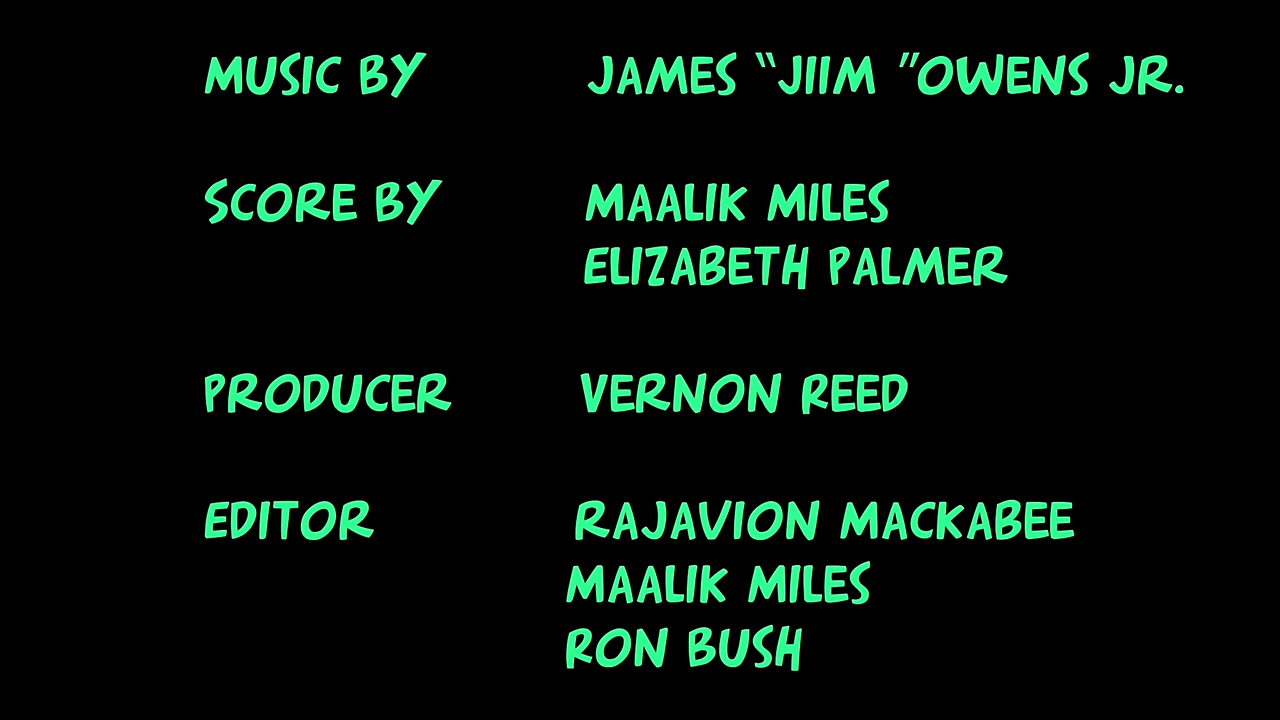 MUSIC BY JAMES “JIIM ”OWENS JR.
SCORE BY MAALIK MILES
ELIZABETH PALMER
PRODUCER VERNON REED
EDITOR RAJAVION MACKABEE
MAALIK MILES
RON BUSH